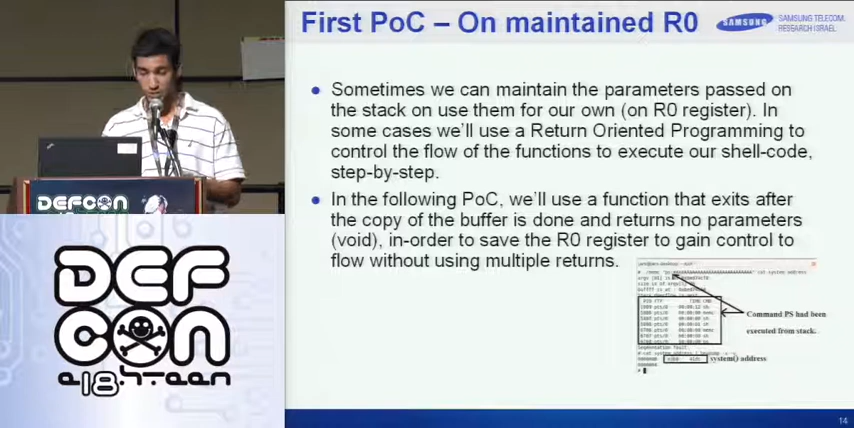 First PoC – On maintained R0
SAMSUNG
SAMSUNG TELECOM.
RESEARCH ISRAEL
Sometimes we can maintain the parameters passed on
the stack on use them for our own (on R0 register). In
some cases we'll use a Return Oriented Programming to
control the flow of the functions to execute our shell-code,
step-by-step.
In the following PoC, we'll use a function that exits after
the copy of the buffer is done and returns no parameters
(void), in-order to save the R0 register to gain control to
flow without using multiple returns.
Command PS had been
executed from stack.
system() address
14
DEFCON
DEF
CON
e18hteen